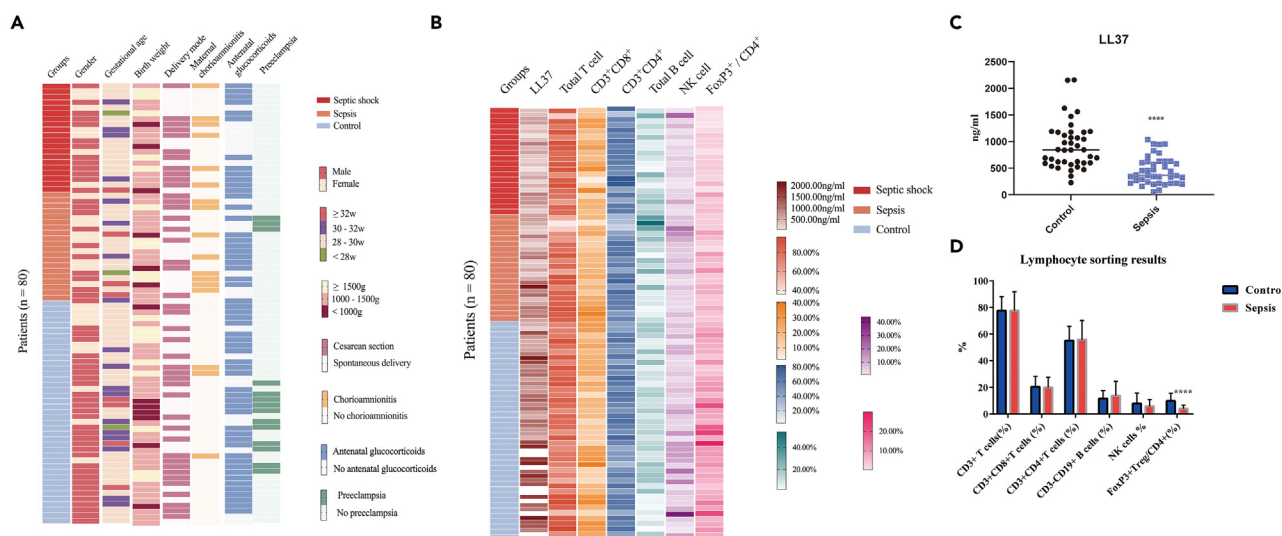 A
Groups
Gender
Gestational age
Birth weight
Delivery mode
Maternal
chorioamnionitis
Antenatal
glucocorticoids
Preeclampsia
Patients (n = 80)
Septic shock
Sepsis
Control
Male
Female
≥ 32w
30 - 32w
28 - 30w
< 28w
≥ 1500g
1000 - 1500g
< 1000g
Cesarean section
Spontaneous delivery
Chorioamnionitis
No chorioamnionitis
Antenatal glucocorticoids
No antenatal glucocorticoids
Preeclampsia
No preeclampsia
B
Groups
LL37
Total T cell
CD3⁺CD8⁺
CD3⁺CD4⁺
Total B cell
NK cell
FoxP3⁺ / CD4⁺
Patients (n = 80)
2000.00ng/ml
1500.00ng/ml
1000.00ng/ml
500.00ng/ml
Septic shock
Sepsis
Control
80.00%
60.00%
40.00%
40.00%
30.00%
20.00%
10.00%
80.00%
60.00%
40.00%
20.00%
40.00%
20.00%
40.00%
30.00%
20.00%
10.00%
20.00%
10.00%
C
LL37
ng/ml
2500
2000
1500
1000
500
0
****
Control
Sepsis
D
Lymphocyte sorting results
Control
Sepsis
%
100
80
60
40
20
0
****
CD3+ T cells(%)
CD3+CD8+T cells (%)
CD3+CD4+T cells (%)
CD3-CD19+ B cells (%)
NK cells %
FoxP3+Treg/CD4+(%)